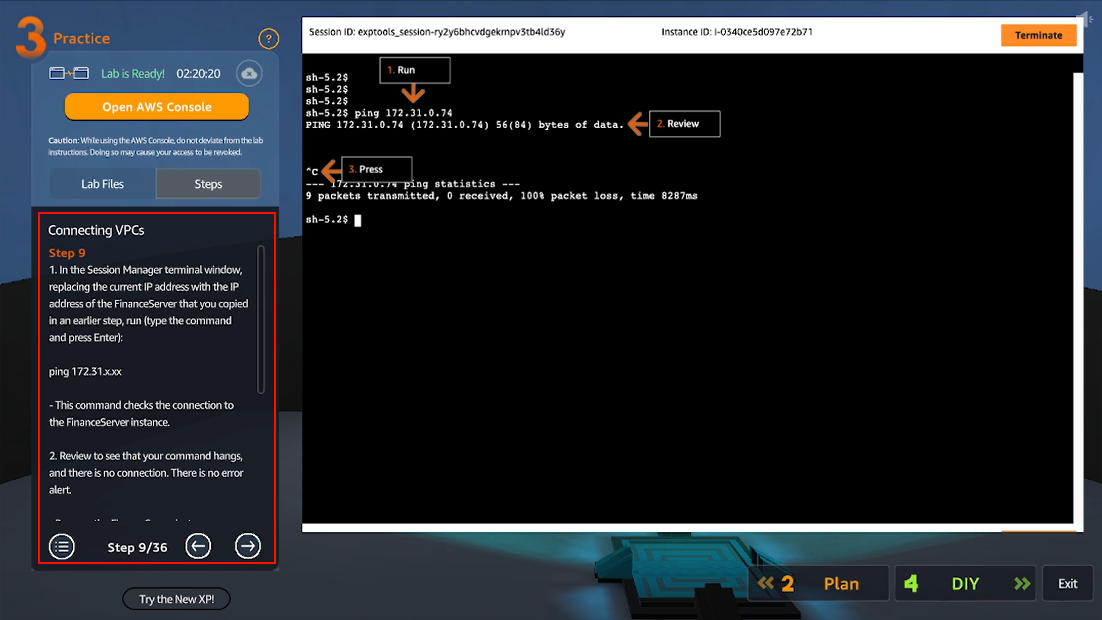 3 Practice
?
Lab is Ready! 02:20:20
Open AWS Console
Caution: While using the AWS Console, do not deviate from the lab
instructions. Doing so may cause your access to be revoked.
Lab Files
Steps
Connecting VPCs
Step 9
1. In the Session Manager terminal window,
replacing the current IP address with the IP
address of the FinanceServer that you copied
in an earlier step, run (type the command
and press Enter):
ping 172.31.x.xx
- This command checks the connection to
the FinanceServer instance.
2. Review to see that your command hangs,
and there is no connection. There is no error
alert.
Step 9/36
Try the New XP!
Session ID: exptools_session-ry2y6bhcvdgekrnpv3tb4ld36y
Instance ID: i-0340ce5d097e72b71
Terminate
1. Run
sh-5.2$
sh-5.2$
sh-5.2$
sh-5.2$ ping 172.31.0.74
PING 172.31.0.74 (172.31.0.74) 56(84) bytes of data.
2. Review
^C
3. Press
--- 172.31.0.74 ping statistics ---
9 packets transmitted, 0 received, 100% packet loss, time 8287ms
sh-5.2$
2 Plan
4 DIY
Exit